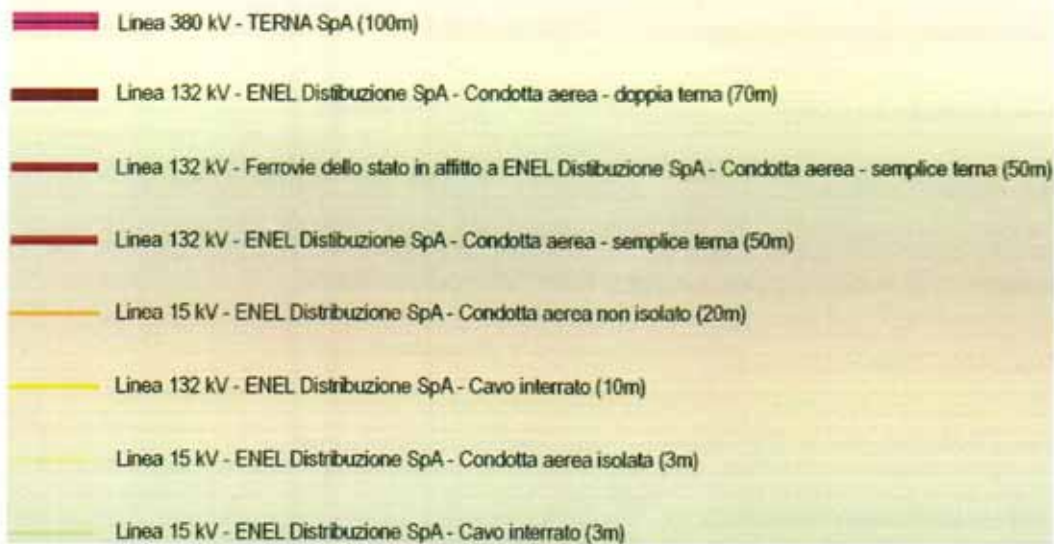 Linea 380 kV - TERNA SpA (100m)
Linea 132 kV - ENEL Distibuzione SpA - Condotta aerea - doppia terna (70m)
Linea 132 kV - Ferrovie dello stato in affitto a ENEL Distibuzione SpA - Condotta aerea - semplice terna (50m)
Linea 132 kV - ENEL Distibuzione SpA - Condotta aerea - semplice terna (50m)
Linea 15 kV - ENEL Distribuzione SpA - Condotta aerea non isolato (20m)
Linea 132 kV - ENEL Distribuzione SpA - Cavo interrato (10m)
Linea 15 kV - ENEL Distribuzione SpA - Condotta aerea isolata (3m)
Linea 15 kV - ENEL Distribuzione SpA - Cavo interrato (3m)